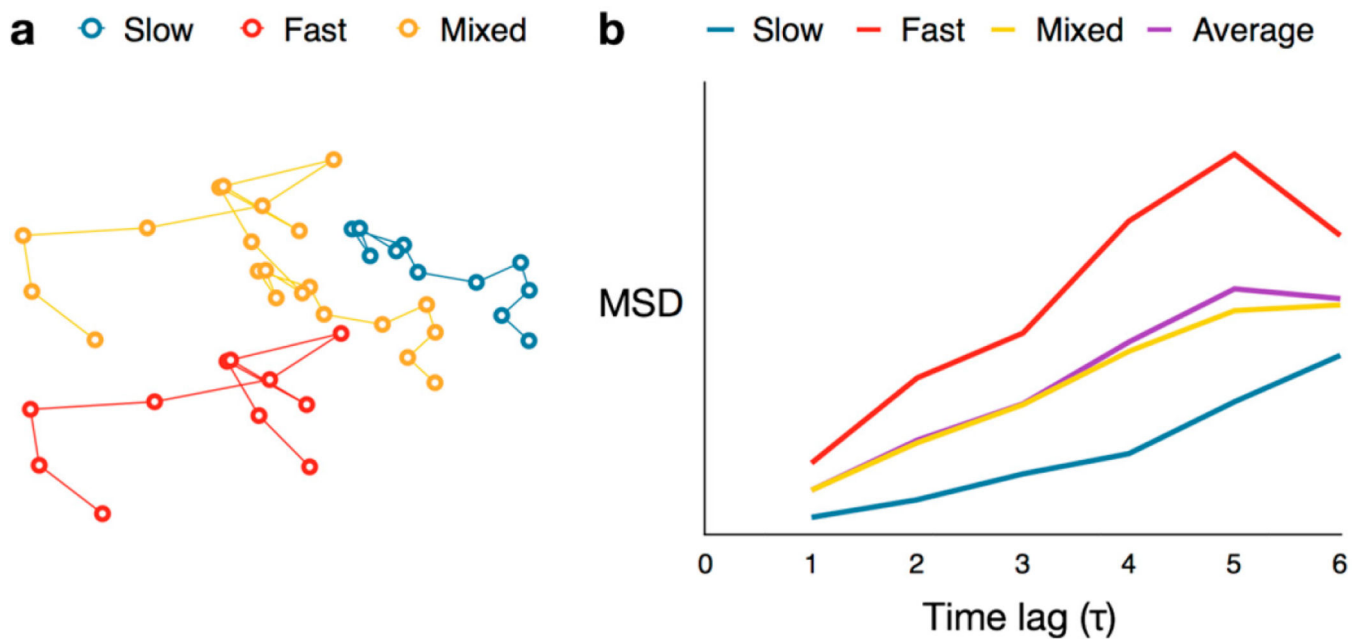 a Slow Fast Mixed
b Slow Fast Mixed Average
MSD
0 1 2 3 4 5 6
Time lag (τ)